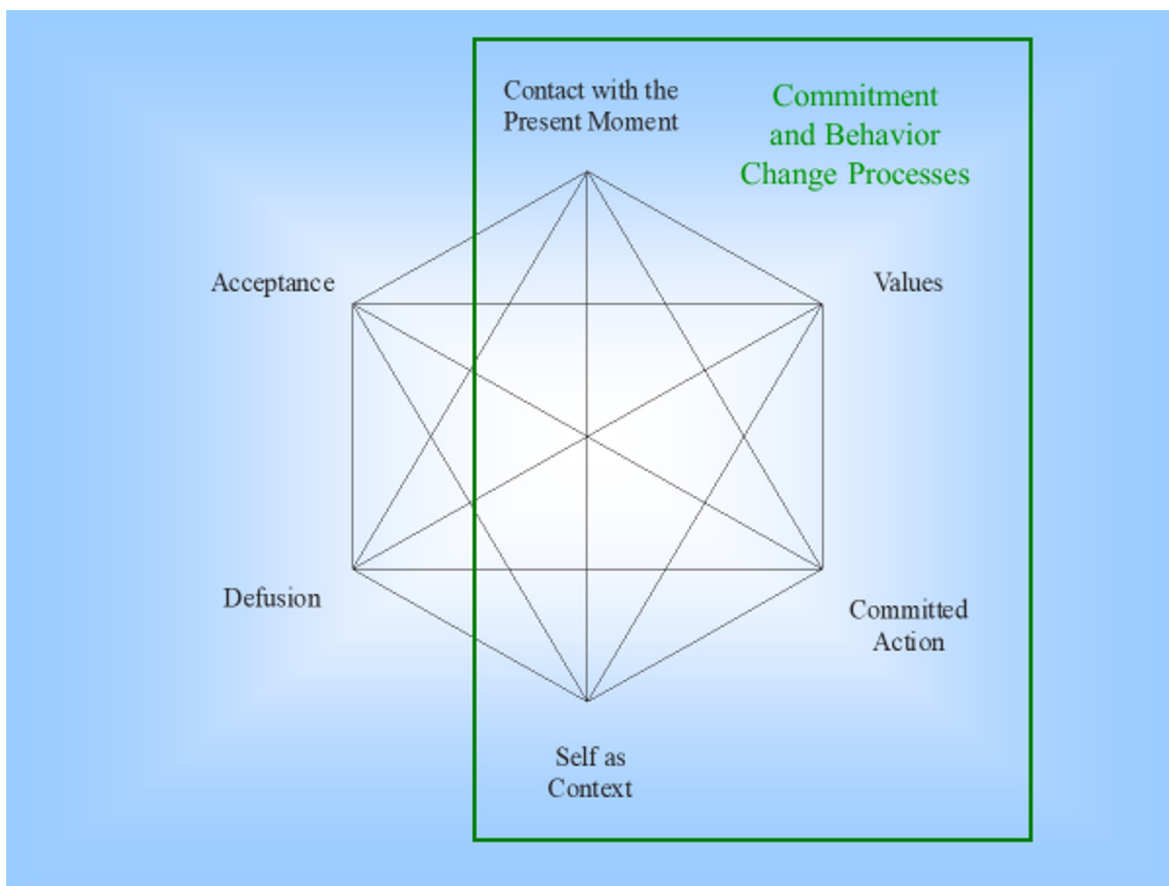 Contact with the
Present Moment
Commitment
and Behavior
Change Processes
Acceptance
Values
Defusion
Committed
Action
Self as
Context